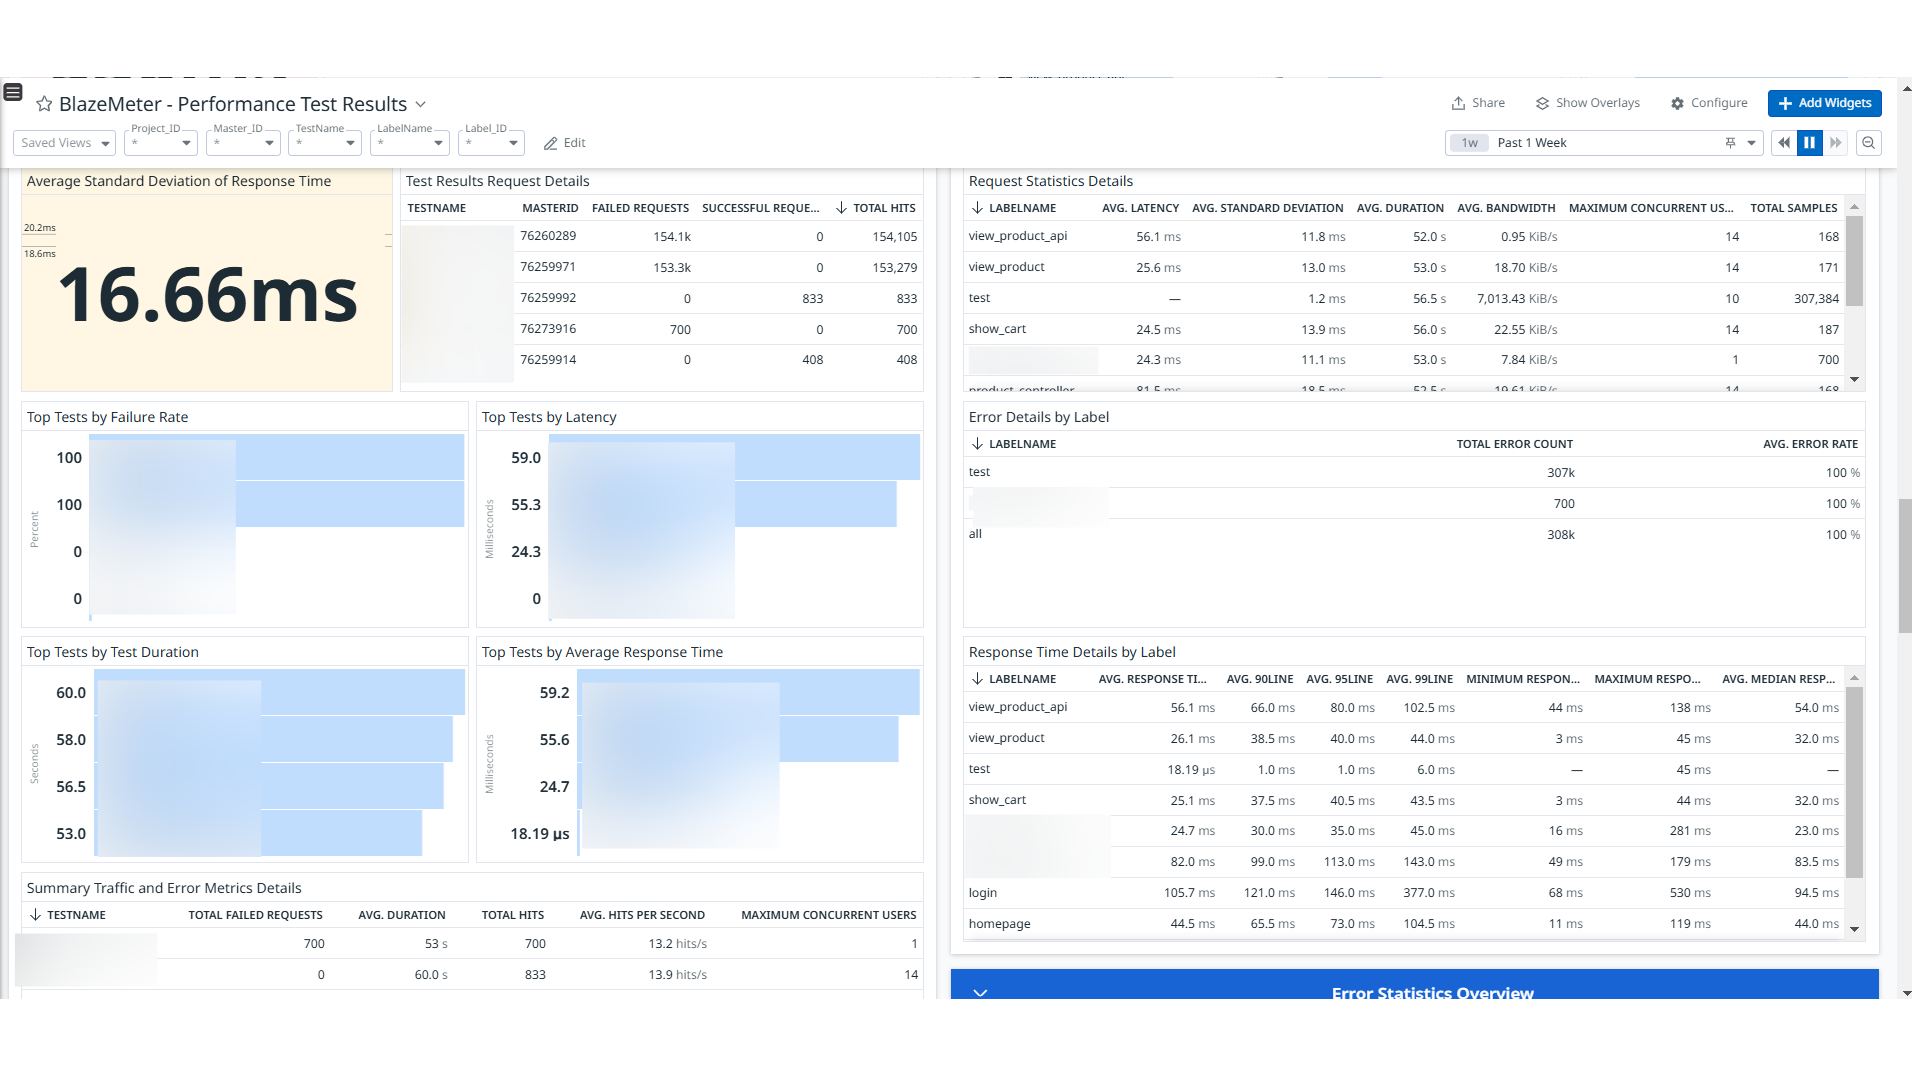 BlazeMeter - Performance Test Results
Share
Show Overlays
Configure
Add Widgets
Saved Views
Project_ID
*
Master_ID
*
TestName
*
LabelName
*
Label_ID
*
Edit
1w
Past 1 Week
Average Standard Deviation of Response Time
20.2ms
18.6ms
16.66ms
Test Results Request Details
TESTNAME MASTERID FAILED REQUESTS SUCCESSFUL REQUE... TOTAL HITS
76260289 154.1k 0 154,105
76259971 153.3k 0 153,279
76259992 0 833 833
76273916 700 0 700
76259914 0 408 408
Top Tests by Failure Rate
Percent
100
100
0
0
Top Tests by Latency
Milliseconds
59.0
55.3
24.3
0
Top Tests by Test Duration
Seconds
60.0
58.0
56.5
53.0
Top Tests by Average Response Time
Milliseconds
59.2
55.6
24.7
18.19 µs
Summary Traffic and Error Metrics Details
TESTNAME TOTAL FAILED REQUESTS AVG. DURATION TOTAL HITS AVG. HITS PER SECOND MAXIMUM CONCURRENT USERS
700 53 s 700 13.2 hits/s 1
0 60.0 s 833 13.9 hits/s 14
Request Statistics Details
LABELNAME AVG. LATENCY AVG. STANDARD DEVIATION AVG. DURATION AVG. BANDWIDTH MAXIMUM CONCURRENT US... TOTAL SAMPLES
view_product_api 56.1 ms 11.8 ms 52.0 s 0.95 KiB/s 14 168
view_product 25.6 ms 13.0 ms 53.0 s 18.70 KiB/s 14 171
test — 1.2 ms 56.5 s 7,013.43 KiB/s 10 307,384
show_cart 24.5 ms 13.9 ms 56.0 s 22.55 KiB/s 14 187
24.3 ms 11.1 ms 53.0 s 7.84 KiB/s 1 700
product_controller 81.5 ms 18.5 ms 52.5 s 19.61 KiB/s 14 168
Error Details by Label
LABELNAME TOTAL ERROR COUNT AVG. ERROR RATE
test 307k 100 %
700 100 %
all 308k 100 %
Response Time Details by Label
LABELNAME AVG. RESPONSE TI... AVG. 90LINE AVG. 95LINE AVG. 99LINE MINIMUM RESPON... MAXIMUM RESPO... AVG. MEDIAN RESP...
view_product_api 56.1 ms 66.0 ms 80.0 ms 102.5 ms 44 ms 138 ms 54.0 ms
view_product 26.1 ms 38.5 ms 40.0 ms 44.0 ms 3 ms 45 ms 32.0 ms
test 18.19 µs 1.0 ms 1.0 ms 6.0 ms — 45 ms —
show_cart 25.1 ms 37.5 ms 40.5 ms 43.5 ms 3 ms 44 ms 32.0 ms
24.7 ms 30.0 ms 35.0 ms 45.0 ms 16 ms 281 ms 23.0 ms
82.0 ms 99.0 ms 113.0 ms 143.0 ms 49 ms 179 ms 83.5 ms
login 105.7 ms 121.0 ms 146.0 ms 377.0 ms 68 ms 530 ms 94.5 ms
homepage 44.5 ms 65.5 ms 73.0 ms 104.5 ms 11 ms 119 ms 44.0 ms
Error Statistics Overview